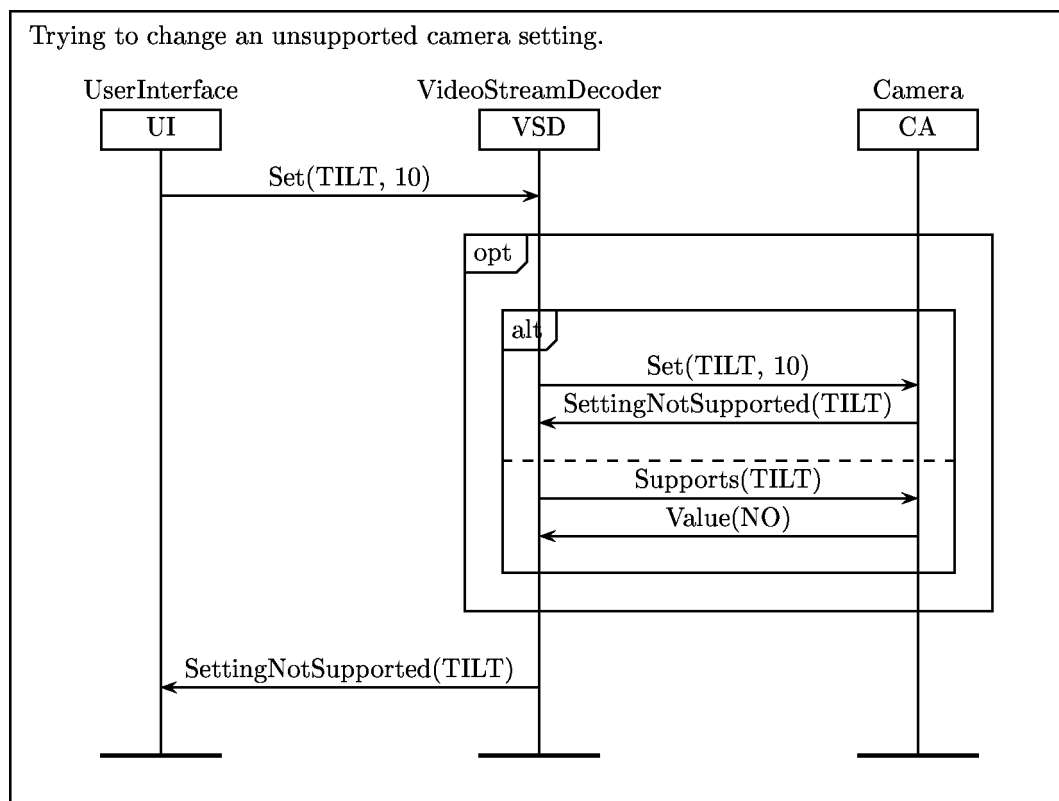 Trying to change an unsupported camera setting.
UserInterface
VideoStreamDecoder
Camera
UI
VSD
CA
Set(TILT, 10)
opt
alt
Set(TILT, 10)
SettingNotSupported(TILT)
Supports(TILT)
Value(NO)
SettingNotSupported(TILT)